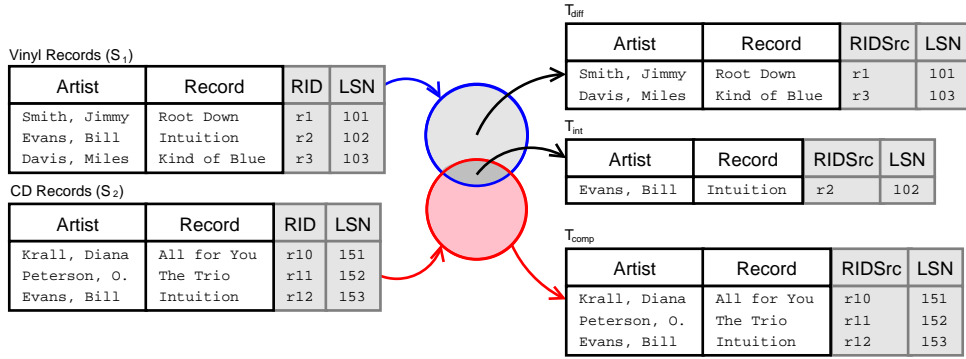 Vinyl Records (S1)
Artist Record RID LSN
Smith, Jimmy Root Down r1 101
Evans, Bill Intuition r2 102
Davis, Miles Kind of Blue r3 103
CD Records (S2)
Artist Record RID LSN
Krall, Diana All for You r10 151
Peterson, O. The Trio r11 152
Evans, Bill Intuition r12 153
Tdiff
Artist Record RIDSrc LSN
Smith, Jimmy Root Down r1 101
Davis, Miles Kind of Blue r3 103
Tint
Artist Record RIDSrc LSN
Evans, Bill Intuition r2 102
Tcomp
Artist Record RIDSrc LSN
Krall, Diana All for You r10 151
Peterson, O. The Trio r11 152
Evans, Bill Intuition r12 153